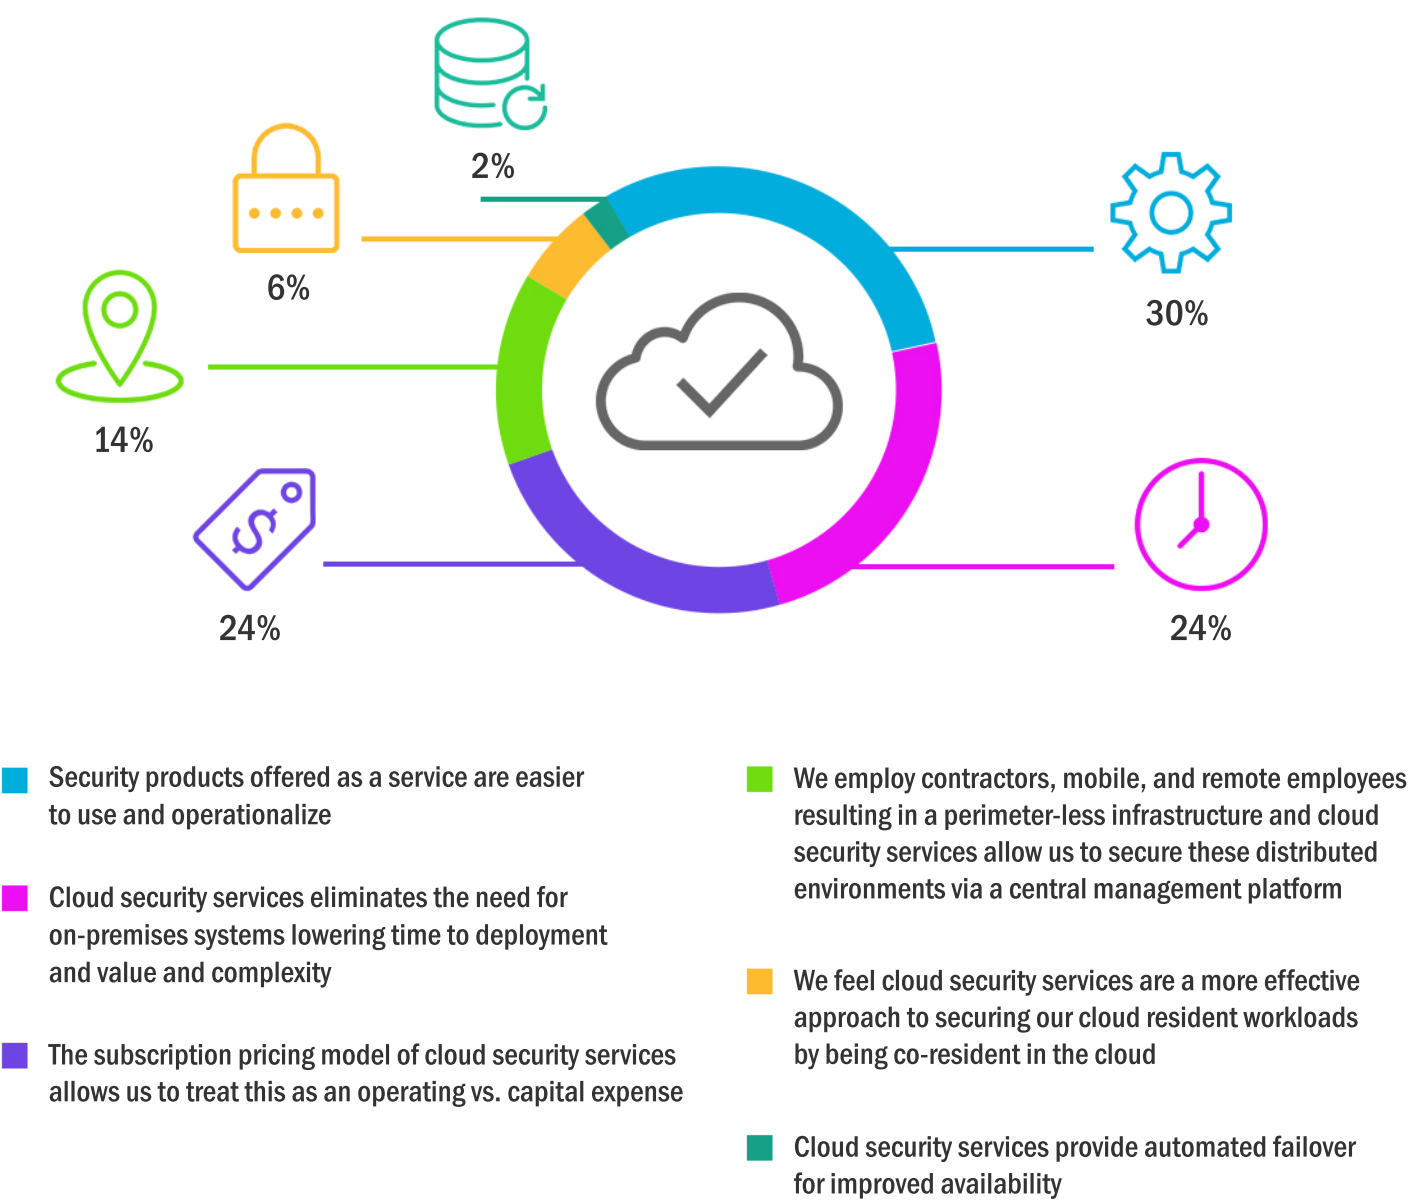 2%
6%
30%
14%
24%
24%
Security products offered as a service are easier
to use and operationalize
Cloud security services eliminates the need for
on-premises systems lowering time to deployment
and value and complexity
The subscription pricing model of cloud security services
allows us to treat this as an operating vs. capital expense
We employ contractors, mobile, and remote employees
resulting in a perimeter-less infrastructure and cloud
security services allow us to secure these distributed
environments via a central management platform
We feel cloud security services are a more effective
approach to securing our cloud resident workloads
by being co-resident in the cloud
Cloud security services provide automated failover
for improved availability